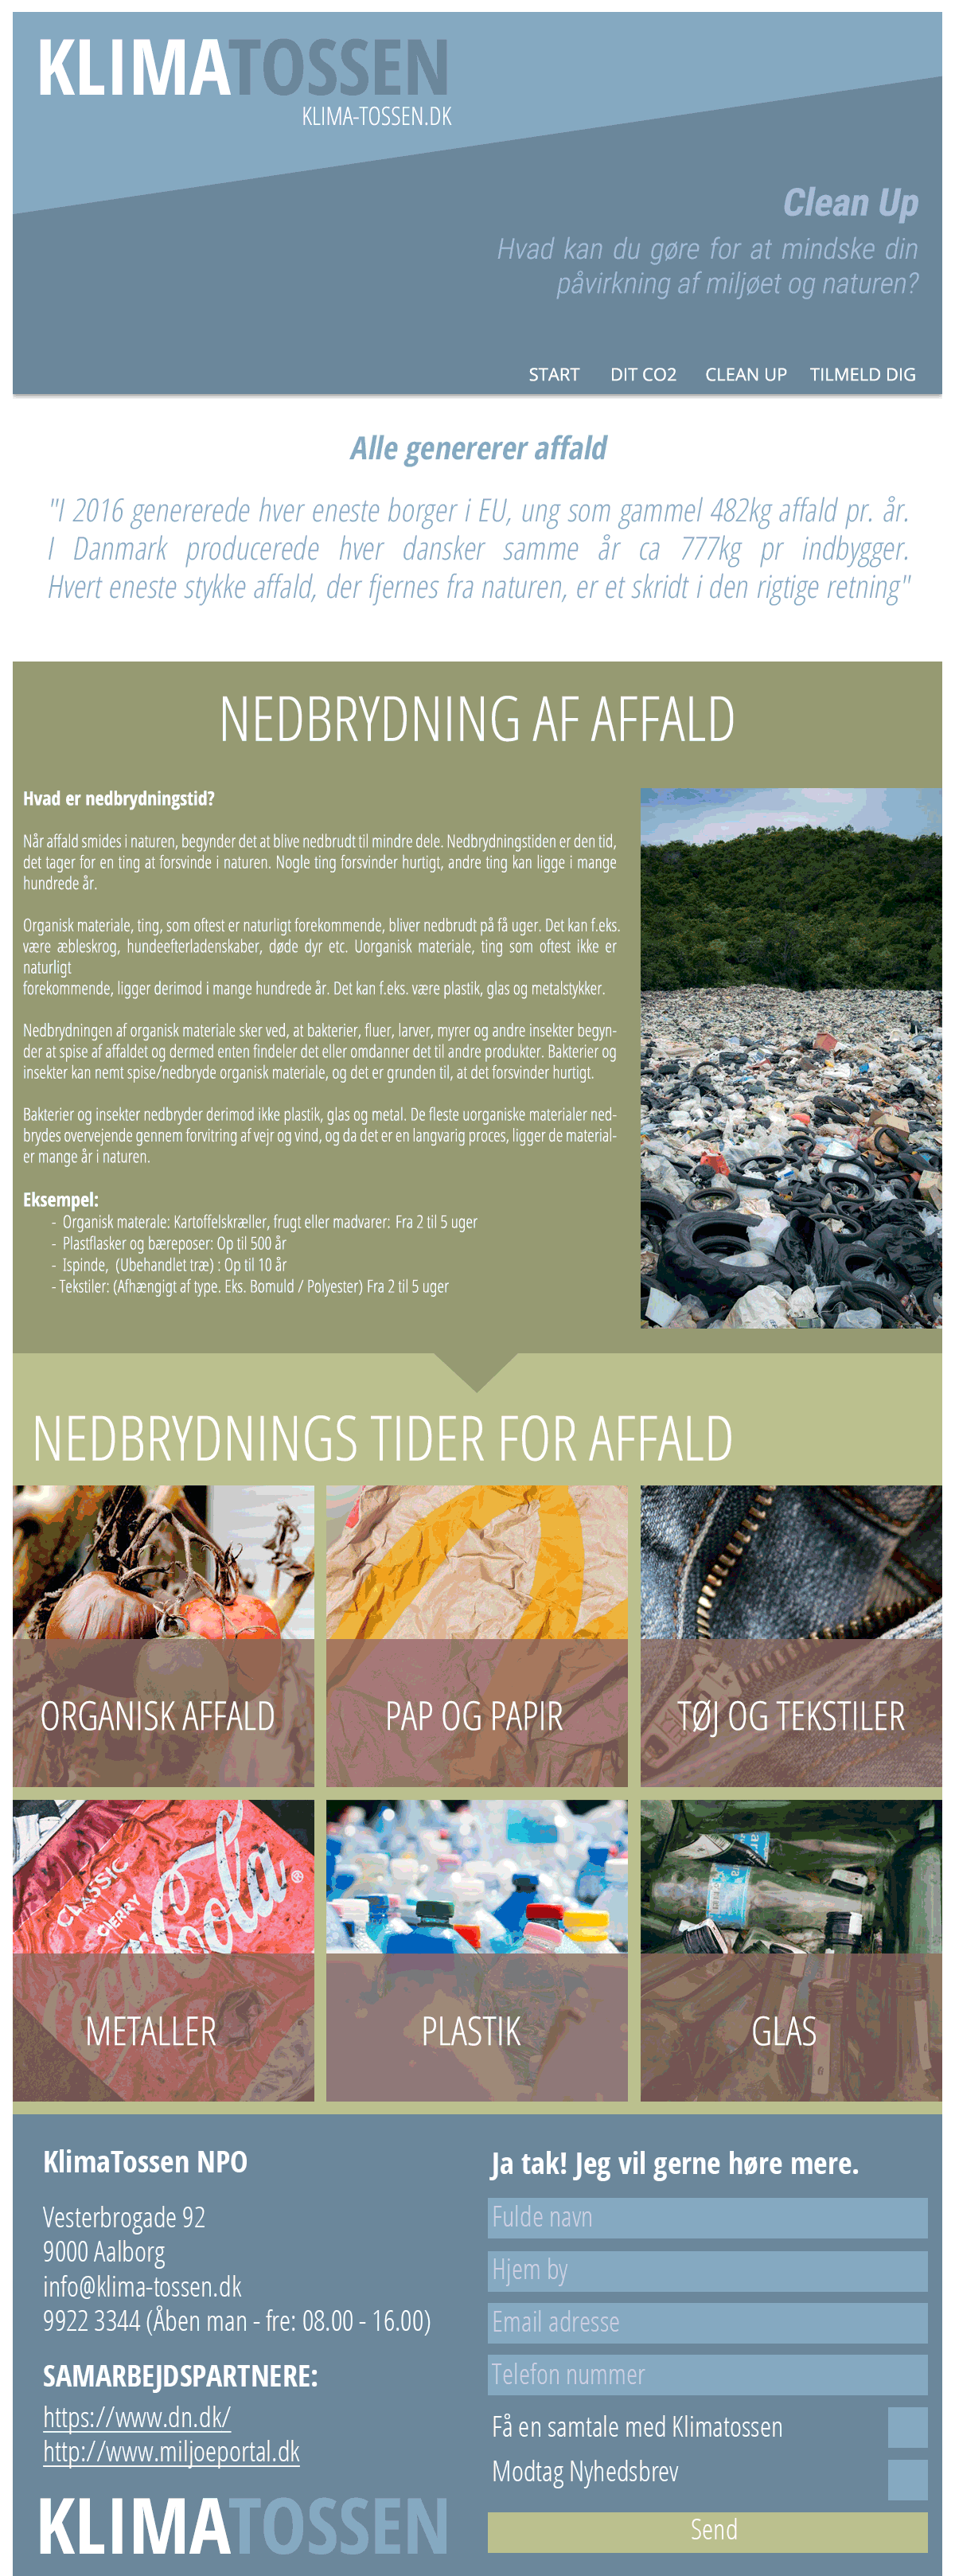 KLIMATOSSEN
KLIMA-TOSSEN.DK
Clean Up
Hvad kan du gøre for at mindske din
påvirkning af miljøet og naturen?
START DIT CO2 CLEAN UP TILMELD DIG
Alle genererer affald
"I 2016 genererede hver eneste borger i EU, ung som gammel 482kg affald pr. år.
I Danmark producerede hver dansker samme år ca 777kg pr indbygger.
Hvert eneste stykke affald, der fjernes fra naturen, er et skridt i den rigtige retning"
NEDBRYDNING AF AFFALD
Hvad er nedbrydningstid?
Når affald smides i naturen, begynder det at blive nedbrudt til mindre dele. Nedbrydningstiden er den tid,
det tager for en ting at forsvinde i naturen. Nogle ting forsvinder hurtigt, andre ting kan ligge i mange
hundrede år.
Organisk materiale, ting, som oftest er naturligt forekommende, bliver nedbrudt på få uger. Det kan f.eks.
være æbleskrog, hundeefterladenskaber, døde dyr etc. Uorganisk materiale, ting som oftest ikke er
naturligt
forekommende, ligger derimod i mange hundrede år. Det kan f.eks. være plastik, glas og metalstykker.
Nedbrydningen af organisk materiale sker ved, at bakterier, fluer, larver, myrer og andre insekter begyn-
der at spise af affaldet og dermed enten findeler det eller omdanner det til andre produkter. Bakterier og
insekter kan nemt spise/nedbryde organisk materiale, og det er grunden til, at det forsvinder hurtigt.
Bakterier og insekter nedbryder derimod ikke plastik, glas og metal. De fleste uorganiske materialer ned-
brydes overvejende gennem forvitring af vejr og vind, og da det er en langvarig proces, ligger de material-
er mange år i naturen.
Eksempel:
- Organisk materale: Kartoffelskræller, frugt eller madvarer: Fra 2 til 5 uger
- Plastflasker og bæreposer: Op til 500 år
- Ispinde, (Ubehandlet træ) : Op til 10 år
- Tekstiler: (Afhængigt af type. Eks. Bomuld / Polyester) Fra 2 til 5 uger
NEDBRYDNINGS TIDER FOR AFFALD
ORGANISK AFFALD
PAP OG PAPIR
TØJ OG TEKSTILER
CLASSIC
CHERRY
METALLER
PLASTIK
GLAS
KlimaTossen NPO
Vesterbrogade 92
9000 Aalborg
info@klima-tossen.dk
9922 3344 (Åben man - fre: 08.00 - 16.00)
SAMARBEJDSPARTNERE:
https://www.dn.dk/
http://www.miljoeportal.dk
KLIMATOSSEN
Ja tak! Jeg vil gerne høre mere.
Fulde navn
Hjem by
Email adresse
Telefon nummer
Få en samtale med Klimatossen
Modtag Nyhedsbrev
Send